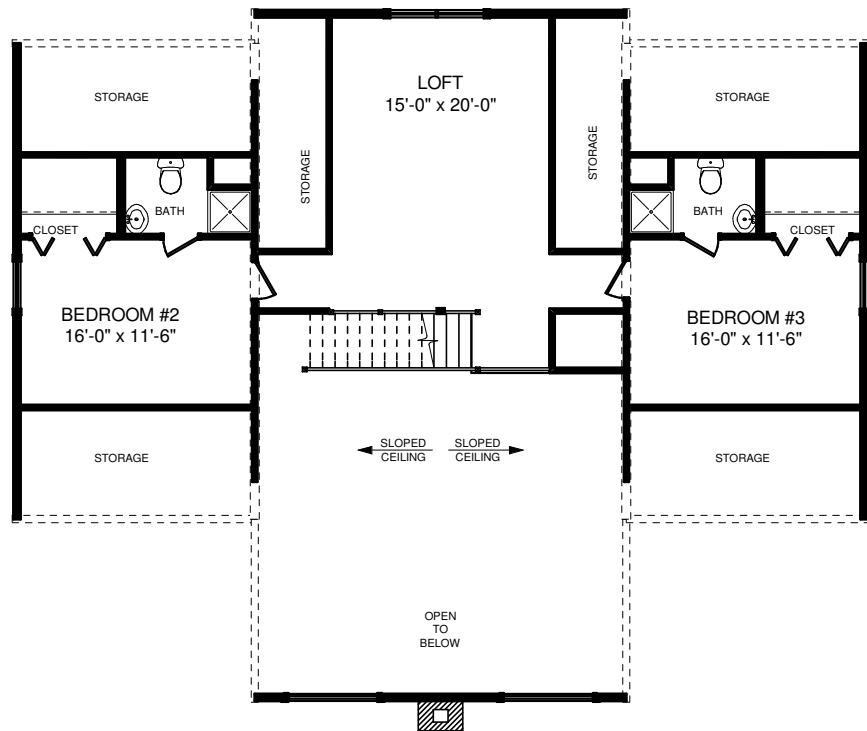 LOFT
15'-0" x 20'-0"
STORAGE
STORAGE
STORAGE
STORAGE
BATH
CLOSET
BATH
CLOSET
BEDROOM #2
16'-0" x 11'-6"
BEDROOM #3
16'-0" x 11'-6"
SLOPED
CEILING
SLOPED
CEILING
STORAGE
STORAGE
OPEN
TO
BELOW